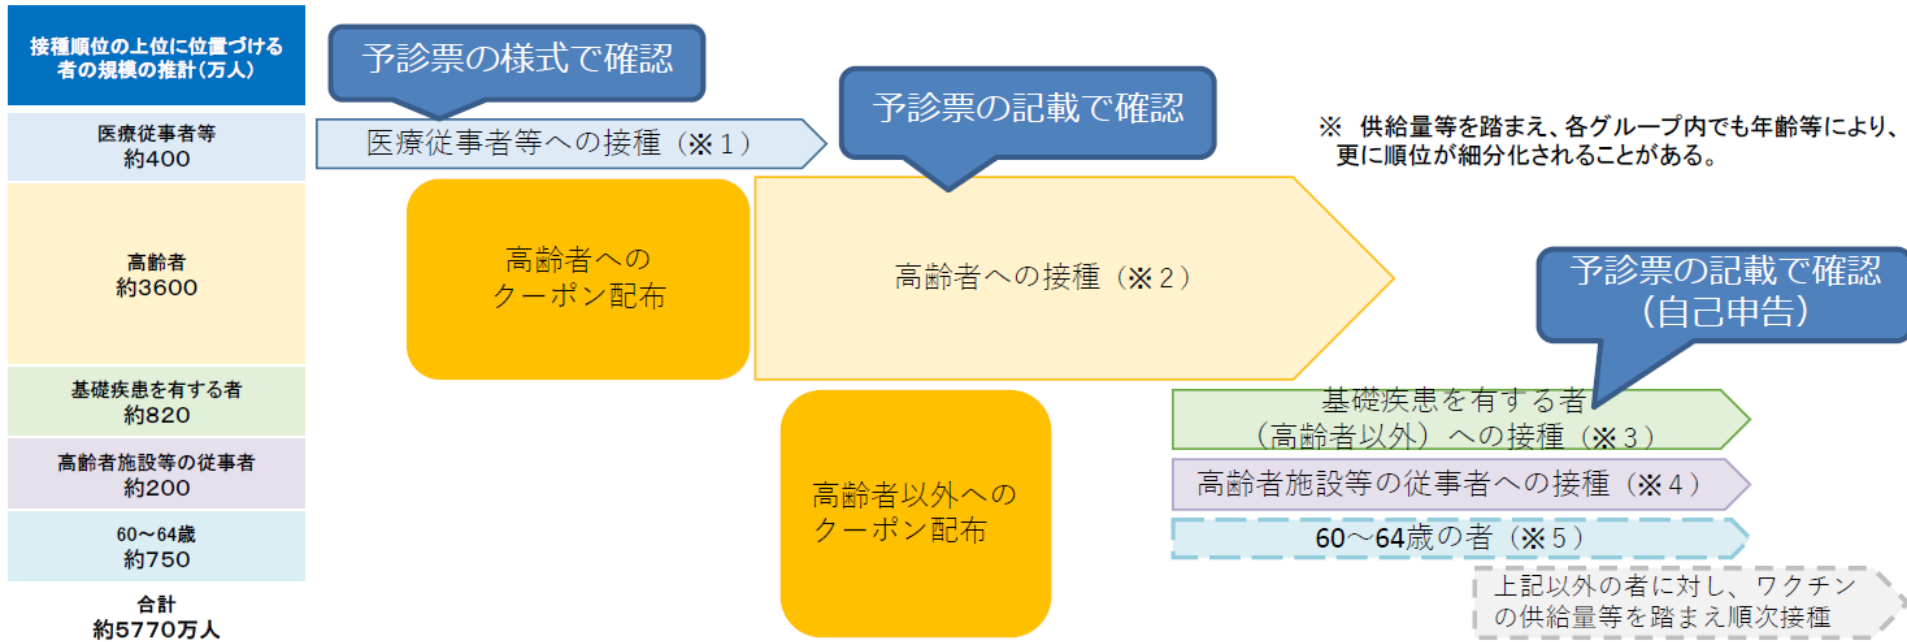 接種順位の上位に位置づける
者の規模の推計(万人)
医療従事者等
約400
高齢者
約3600
基礎疾患を有する者
約820
高齢者施設等の従事者
約200
60～64歳
約750
合計
約5770万人
予診票の様式で確認
医療従事者等への接種（※１）
予診票の記載で確認
※　供給量等を踏まえ、各グループ内でも年齢等により、
更に順位が細分化されることがある。
高齢者への
クーポン配布
高齢者への接種（※２）
予診票の記載で確認
（自己申告）
高齢者以外への
クーポン配布
基礎疾患を有する者
（高齢者以外）への接種（※３）
高齢者施設等の従事者への接種（※４）
60～64歳の者（※５）
上記以外の者に対し、ワクチン
の供給量等を踏まえ順次接種